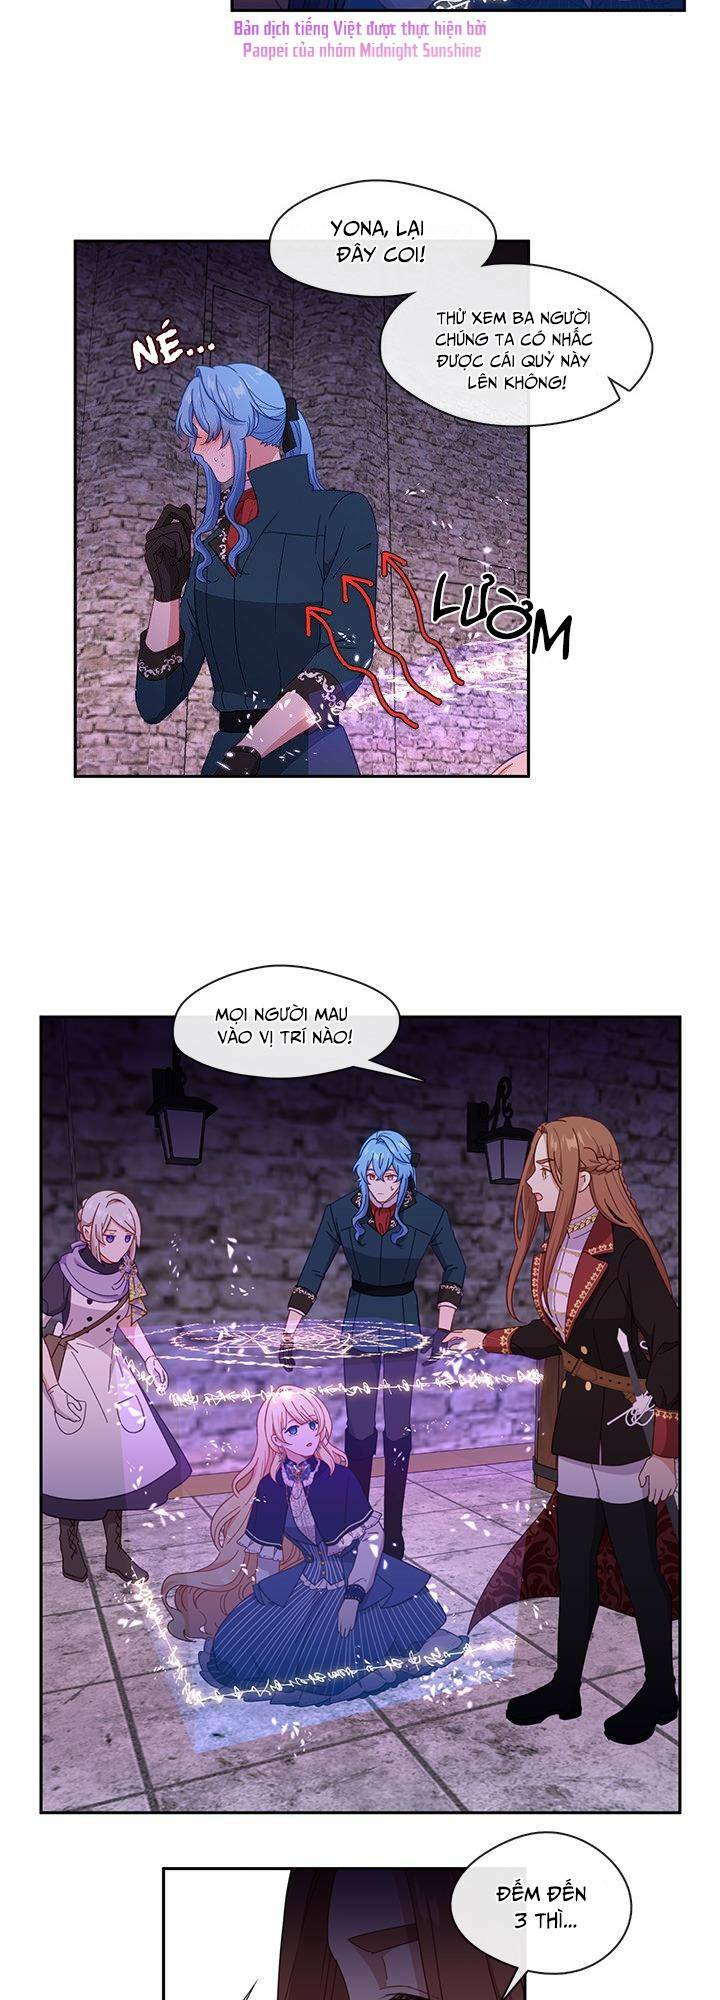 Bản dịch tiếng Việt được thực hiện bởi
Paopei của nhóm Midnight Sunshine
YONA, LẠI
ĐÂY COI!
THỬ XEM BA NGƯỜI
CHÚNG TA CÓ NHẤC
ĐƯỢC CÁI QUỶ NÀY
LÊN KHÔNG!
NÉ...
LƯỜM
MỌI NGƯỜI MAU
VÀO VỊ TRÍ NÀO!
ĐẾM ĐẾN
3 THÌ...